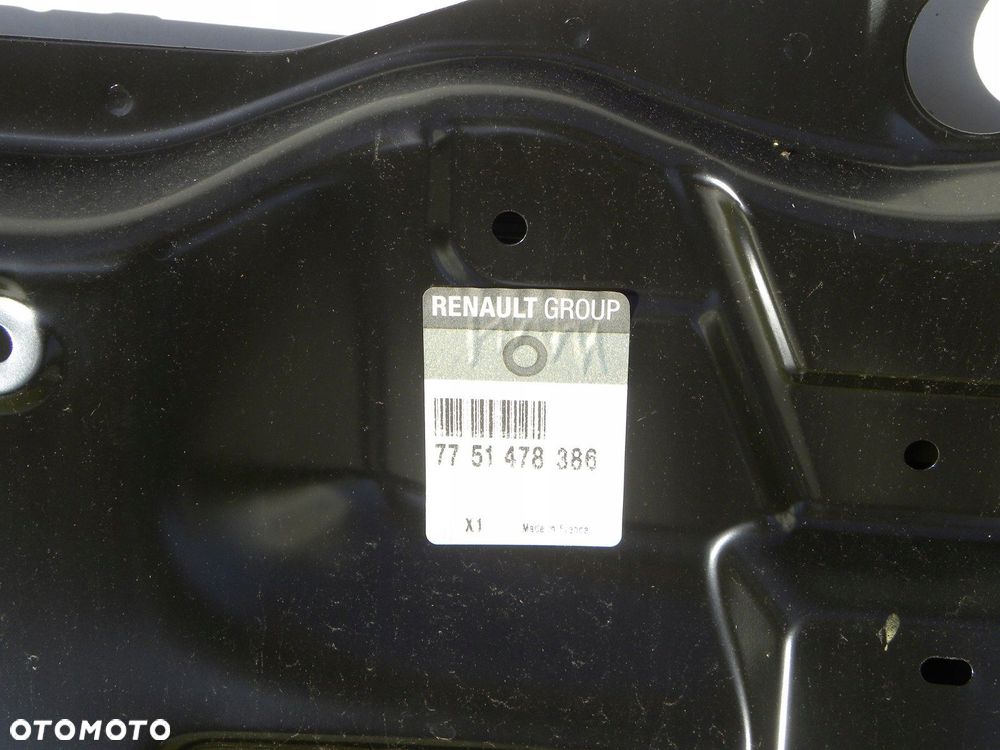 RENAULT GROUP
77 51 478 386
X1 Made in France
OTOMOTO